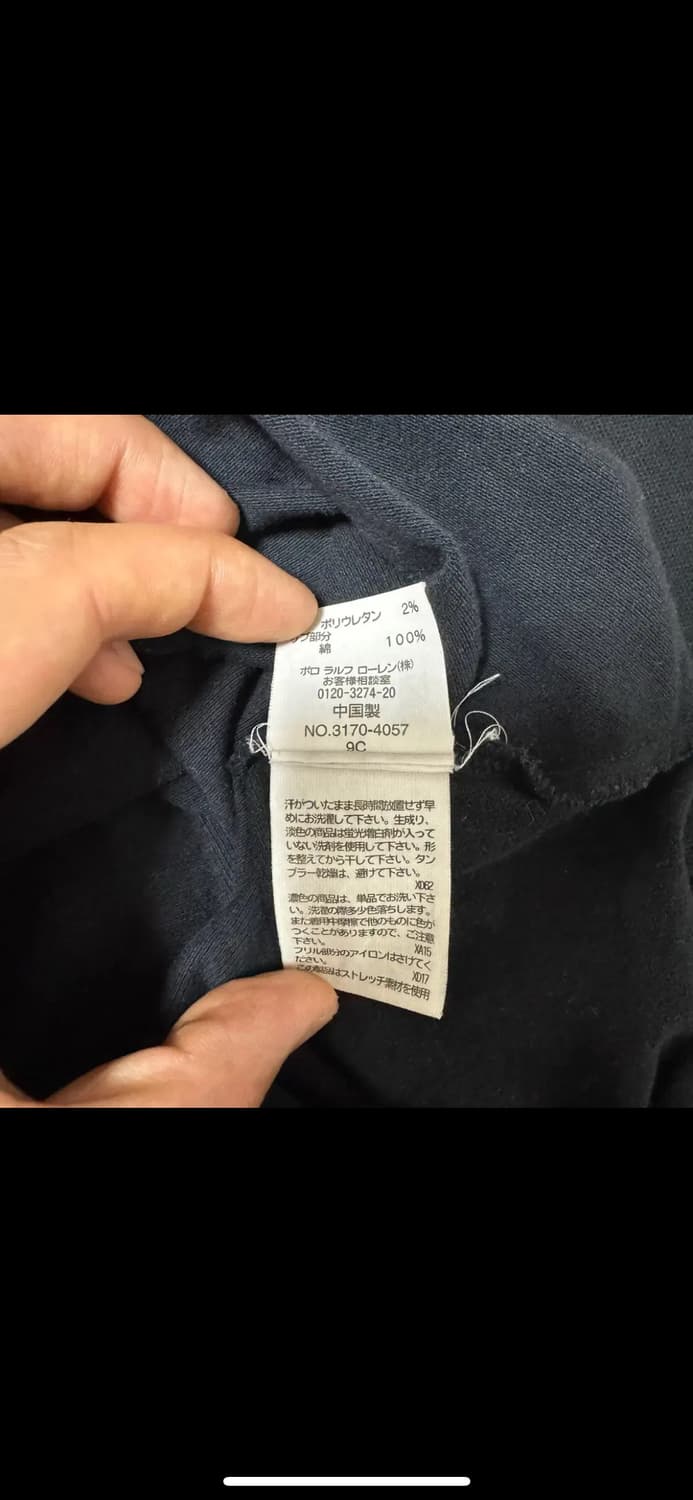 ポリウレタン 2%
部分
綿 100%
ポロ ラルフ ローレン(株)
お客様相談室
0120-3274-20
中国製
NO.3170-4057
9C
汗がついたまま長時間放置せず早
めにお洗濯して下さい。生成り、
淡色の商品は蛍光増白剤が入って
いない洗剤を使用して下さい。形
を整えてから干して下さい。タン
ブラー乾燥は、避けて下さい。
XD62
濃色の商品は、単品でお洗い下さ
い。洗濯の際多少色落ちします。
また着用中摩擦で他のものに色が
つくことがありますので、ご注意
下さい。 XA15
フリル部分のアイロンはさけてく
ださい。 XD17
この製品はストレッチ素材を使用